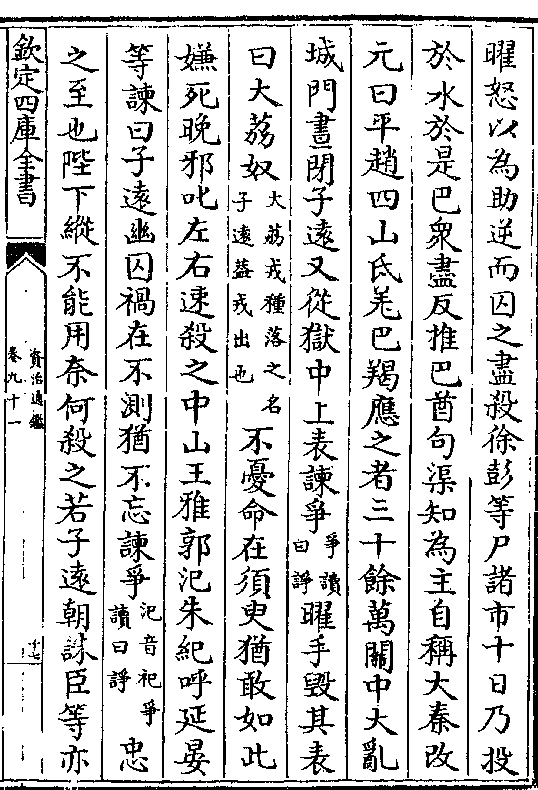 曜怒以為助逆而囚之盡殺徐彭等尸諸市十日乃投
於水於是巴衆盡反推巴酋句渠知為主自稱大秦改
元曰平趙四山氐羌巴羯應之者三十餘萬關中大亂
城門晝閉子遠又從獄中上表諫爭爭讀曰諍曜手毀其表
曰大荔奴大荔戎種落之名子遠葢戎出也不憂命在須臾猶敢如此
嫌死晚邪叱左右速殺之中山王雅郭汜朱紀呼延晏
等諫曰子遠幽囚禍在不測猶不忘諫爭汜音祀爭讀曰諍忠
之至也陛下縱不能用奈何殺之若子遠朝誅臣等亦
欽定四庫全書
資治通鑑
卷九十一
十七